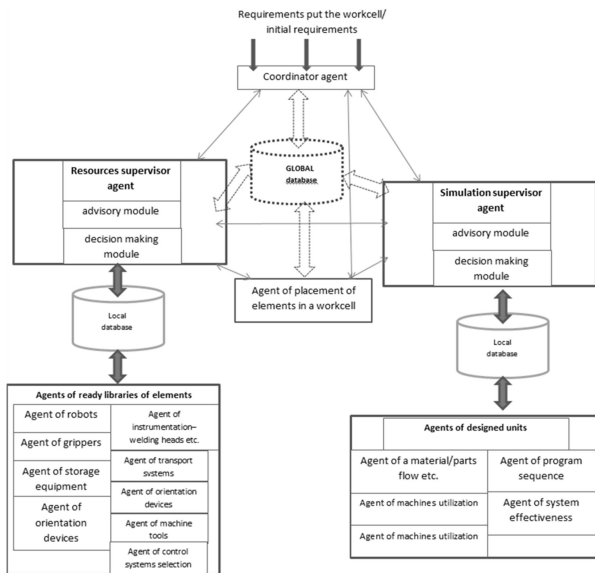 Requirements put the workcell/
initial requirements
Coordinator agent
GLOBAL
database
Resources supervisor
agent
advisory module
decision making
module
Simulation supervisor
agent
advisory module
decision making
module
Agent of placement of
elements in a workcell
Local
database
Local
database
Agents of ready libraries of elements
Agent of robots
Agent of grippers
Agent of storage
equipment
Agent of
orientation
devices
Agent of
instrumentation–
welding heads etc.
Agent of transport
systems
Agent of orientation
devices
Agent of machine
tools
Agent of control
systems selection
Agents of designed units
Agent of a material/parts
flow etc.
Agent of machines utilization
Agent of machines utilization
Agent of program
sequence
Agent of system
effectiveness